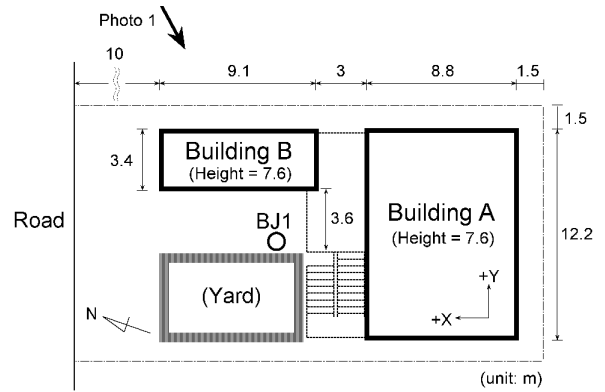 Photo 1
10
9.1
3
8.8
1.5
1.5
3.4
Building B
(Height = 7.6)
Road
BJ1
3.6
Building A
(Height = 7.6)
12.2
(Yard)
+Y
+X
N
(unit: m)